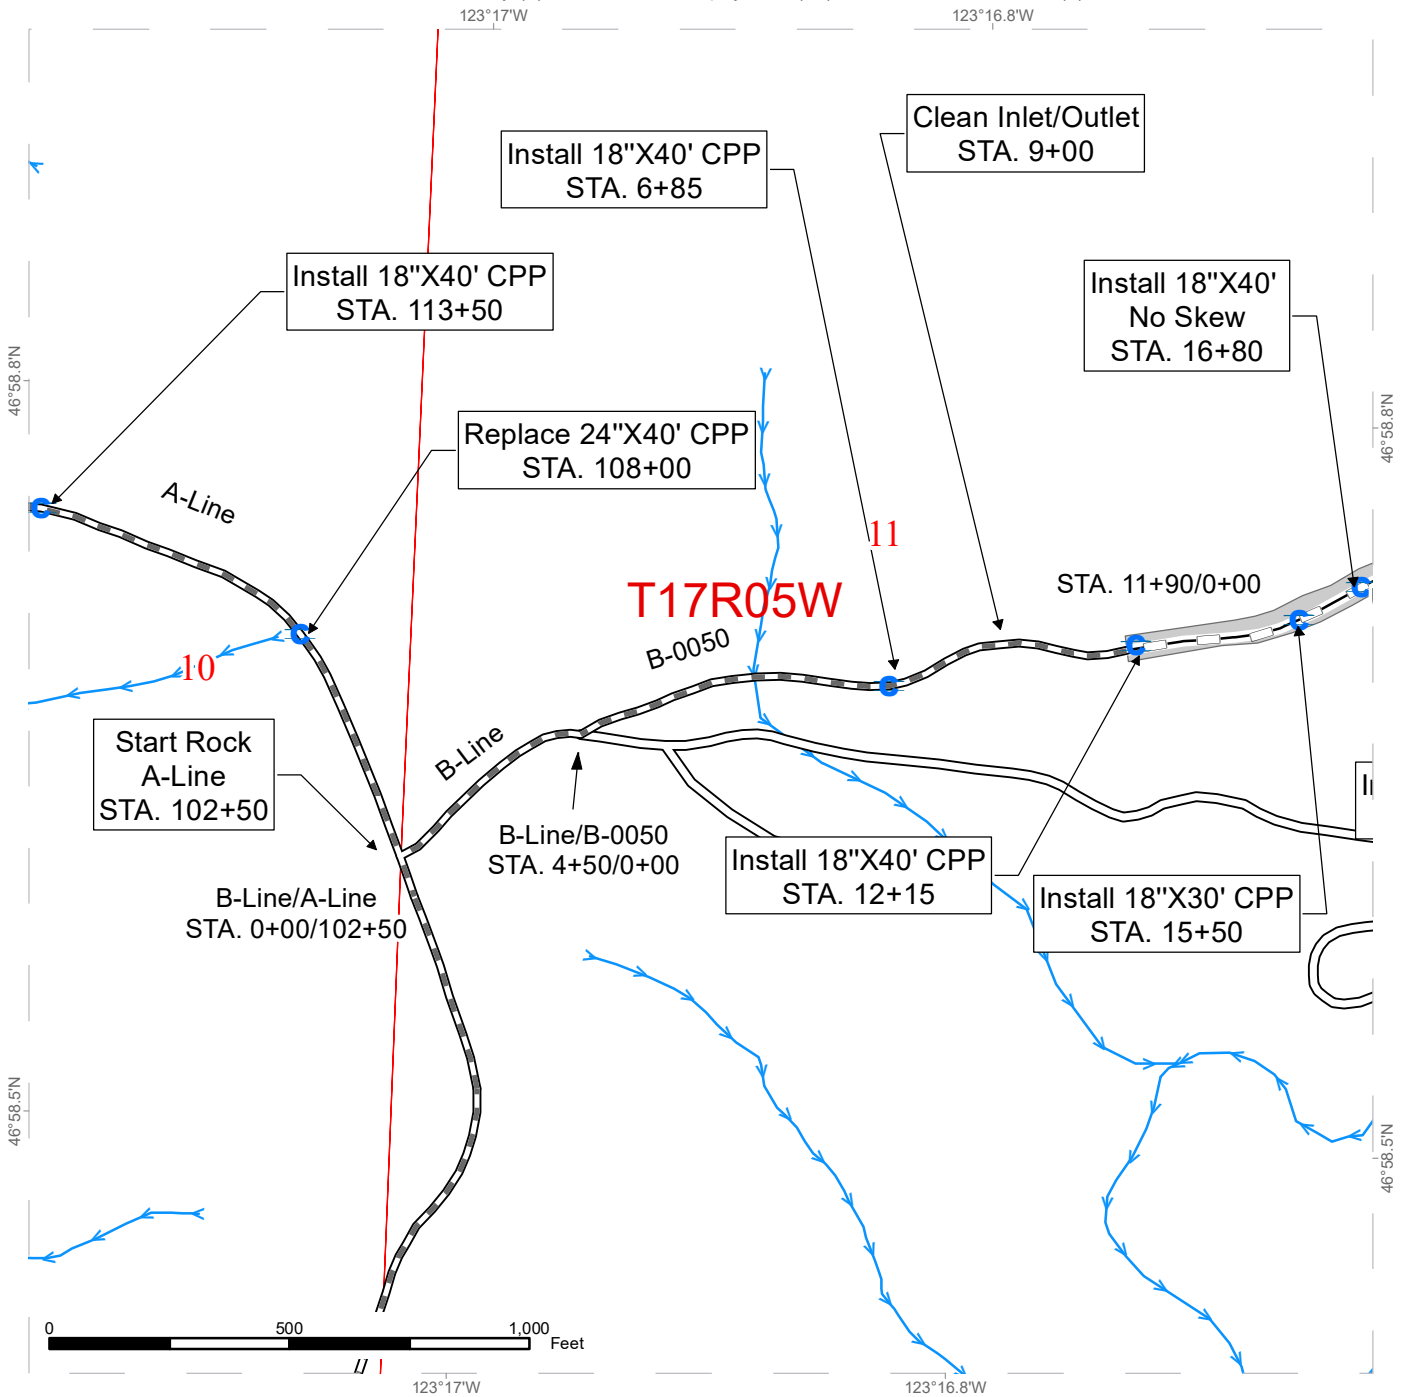 123°17'W
123°16.8'W
Clean Inlet/Outlet
STA. 9+00
Install 18"X40' CPP
STA. 6+85
Install 18"X40' CPP
STA. 113+50
Install 18"X40'
No Skew
STA. 16+80
46°58.8'N
46°58.8'N
Replace 24"X40' CPP
STA. 108+00
A-Line
11
T17R05W
STA. 11+90/0+00
B-0050
10
Start Rock
A-Line
STA. 102+50
B-Line
B-Line/B-0050
STA. 4+50/0+00
Install 18"X40' CPP
STA. 12+15
Install 18"X30' CPP
STA. 15+50
B-Line/A-Line
STA. 0+00/102+50
46°58.5'N
46°58.5'N
0 500 1,000
Feet
123°17'W
123°16.8'W